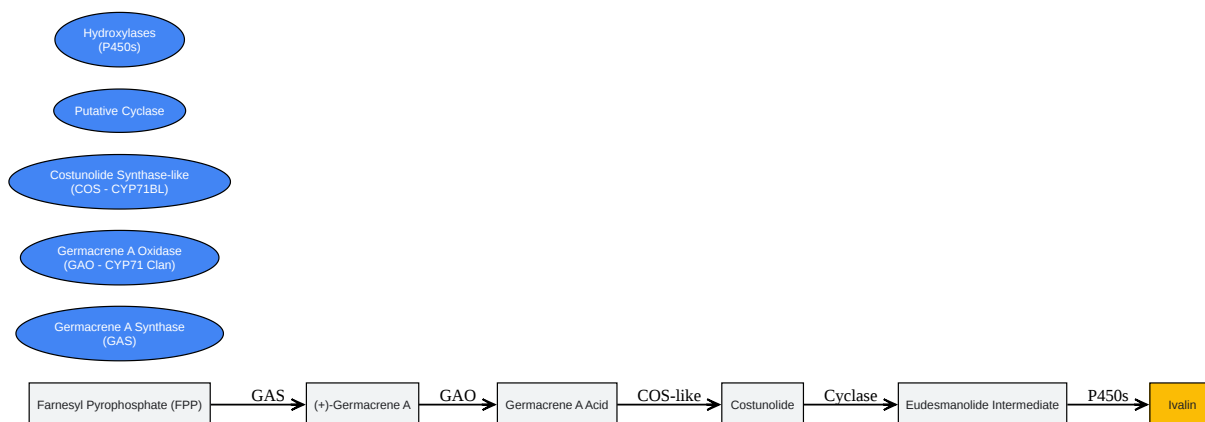 Hydroxylases
(P450s)
Putative Cyclase
Costunolide Synthase-like
(COS - CYP71BL)
Germacrene A Oxidase
(GAO - CYP71 Clan)
Germacrene A Synthase
(GAS)
Farnesyl Pyrophosphate (FPP)
GAS
(+)-Germacrene A
GAO
Germacrene A Acid
COS-like
Costunolide
Cyclase
Eudesmanolide Intermediate
P450s
Ivalin